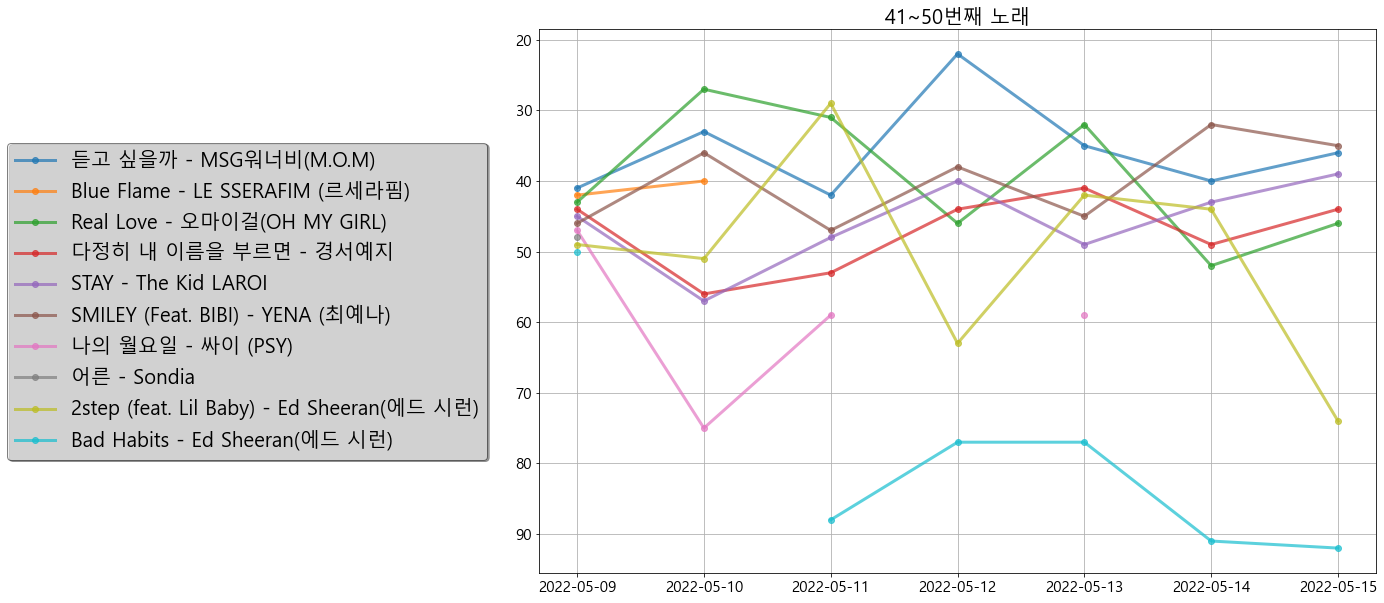 41~50번째 노래
듣고 싶을까 - MSG워너비(M.O.M)
Blue Flame - LE SSERAFIM (르세라핌)
Real Love - 오마이걸(OH MY GIRL)
다정히 내 이름을 부르면 - 경서예지
STAY - The Kid LAROI
SMILEY (Feat. BIBI) - YENA (최예나)
나의 월요일 - 싸이 (PSY)
어른 - Sondia
2step (feat. Lil Baby) - Ed Sheeran(에드 시런)
Bad Habits - Ed Sheeran(에드 시런)
20
30
40
50
60
70
80
90
2022-05-09 2022-05-10 2022-05-11 2022-05-12 2022-05-13 2022-05-14 2022-05-15